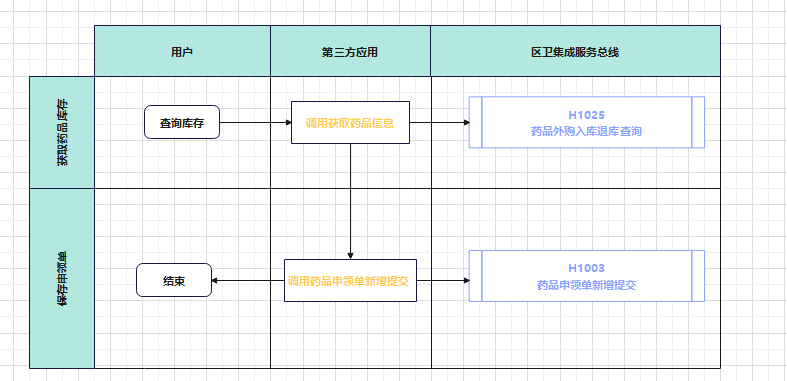 用户
第三方应用
区卫集成服务总线
获取药品库存
查询库存
调用获取药品信息
H1025
药品外购入库退库查询
保存申领单
结束
调用药品申领单新增提交
H1003
药品申领单新增提交